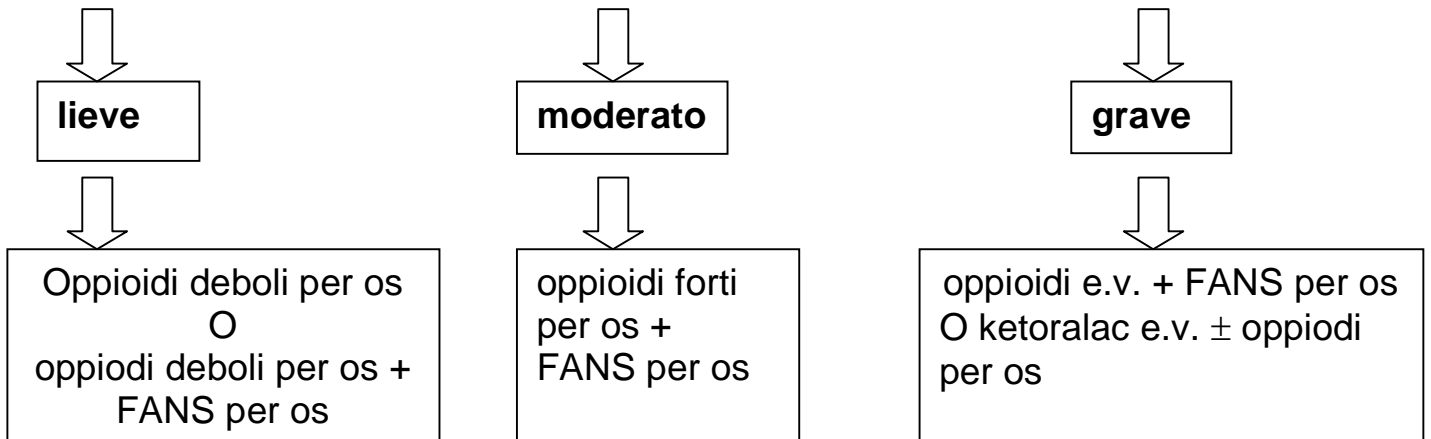 lieve
moderato
grave
Oppioidi deboli per os
O
oppiodi deboli per os +
FANS per os
oppioidi forti
per os +
FANS per os
oppioidi e.v. + FANS per os
O ketoralac e.v. ± oppiodi
per os